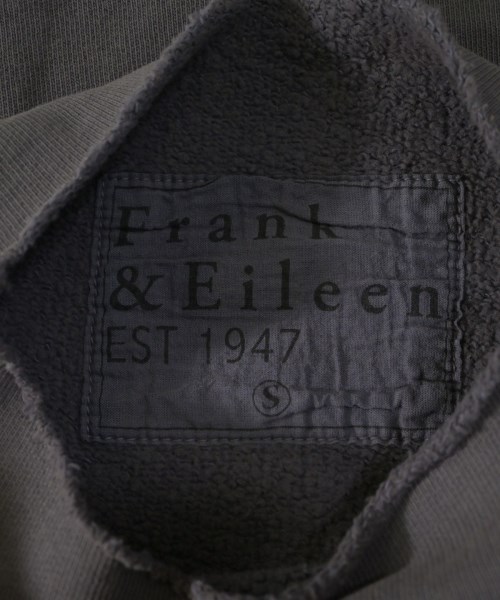 Frank
& Eileen
EST 1947
S